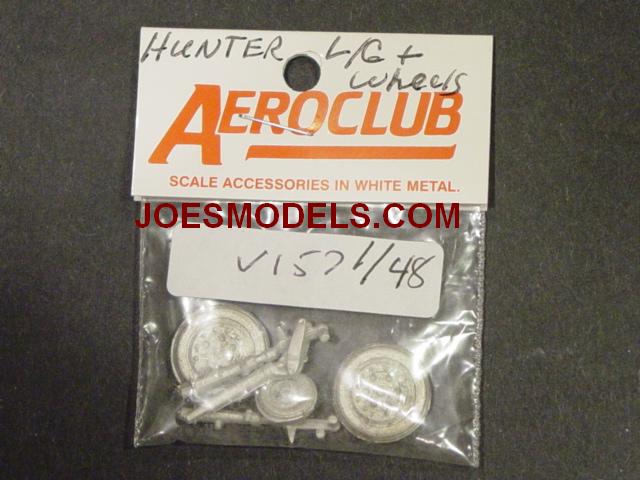 HUNTER L/G +
wheels
AEROCLUB
SCALE ACCESSORIES IN WHITE METAL.
JOESMODELS.COM
V157 1/48